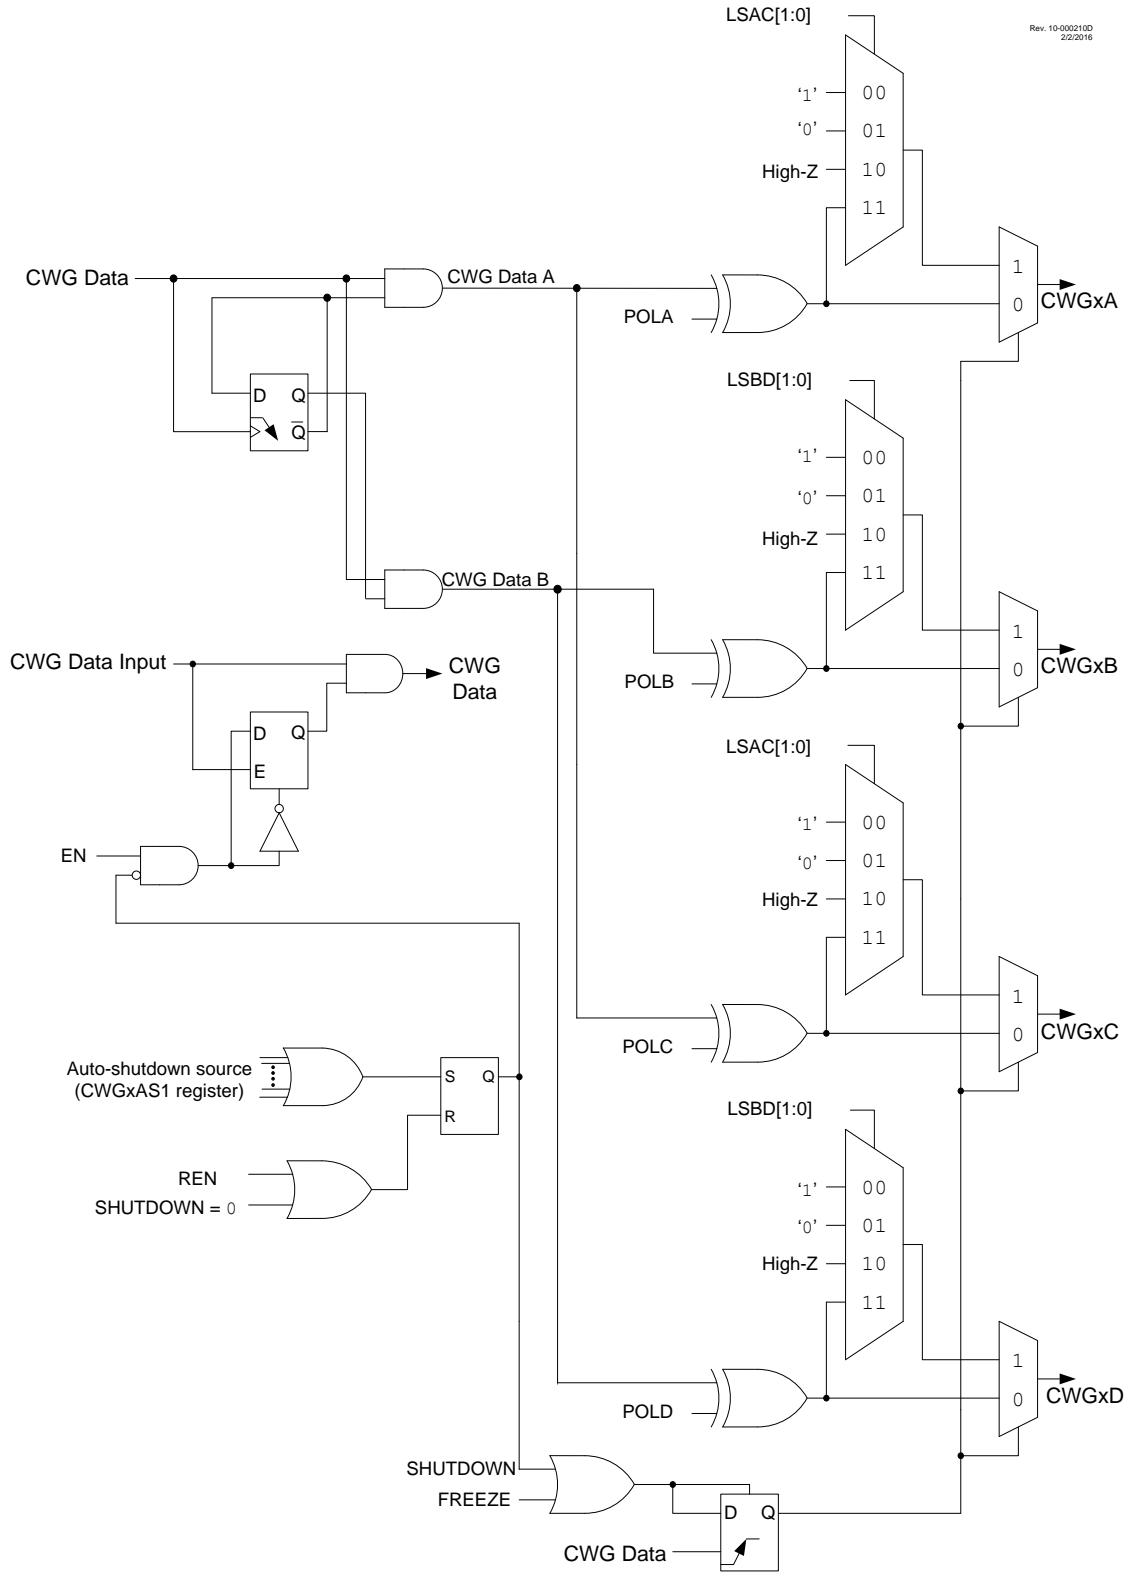 LSAC[1:0]
Rev. 10-000210D
2/2/2016
‘1’
00
‘0’
01
High-Z
10
11
CWG Data
CWG Data A
POLA
1
0
CWGxA
LSBD[1:0]
D
Q
Q̅
‘1’
00
‘0’
01
High-Z
10
11
CWG Data B
POLB
1
0
CWGxB
CWG Data Input
CWG
Data
D
Q
E
EN
LSAC[1:0]
‘1’
00
‘0’
01
High-Z
10
11
POLC
1
0
CWGxC
Auto-shutdown source
(CWGxAS1 register)
S
Q
R
REN
SHUTDOWN = 0
LSBD[1:0]
‘1’
00
‘0’
01
High-Z
10
11
POLD
1
0
CWGxD
SHUTDOWN
FREEZE
D
Q
CWG Data